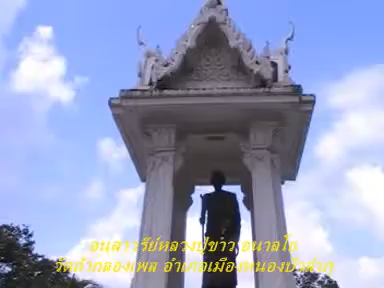 อนุสาวรีย์หลวงปู่ขาว อนาลโย
วัดถ้ำกลองเพล อำเภอเมืองหนองบัวลำภู